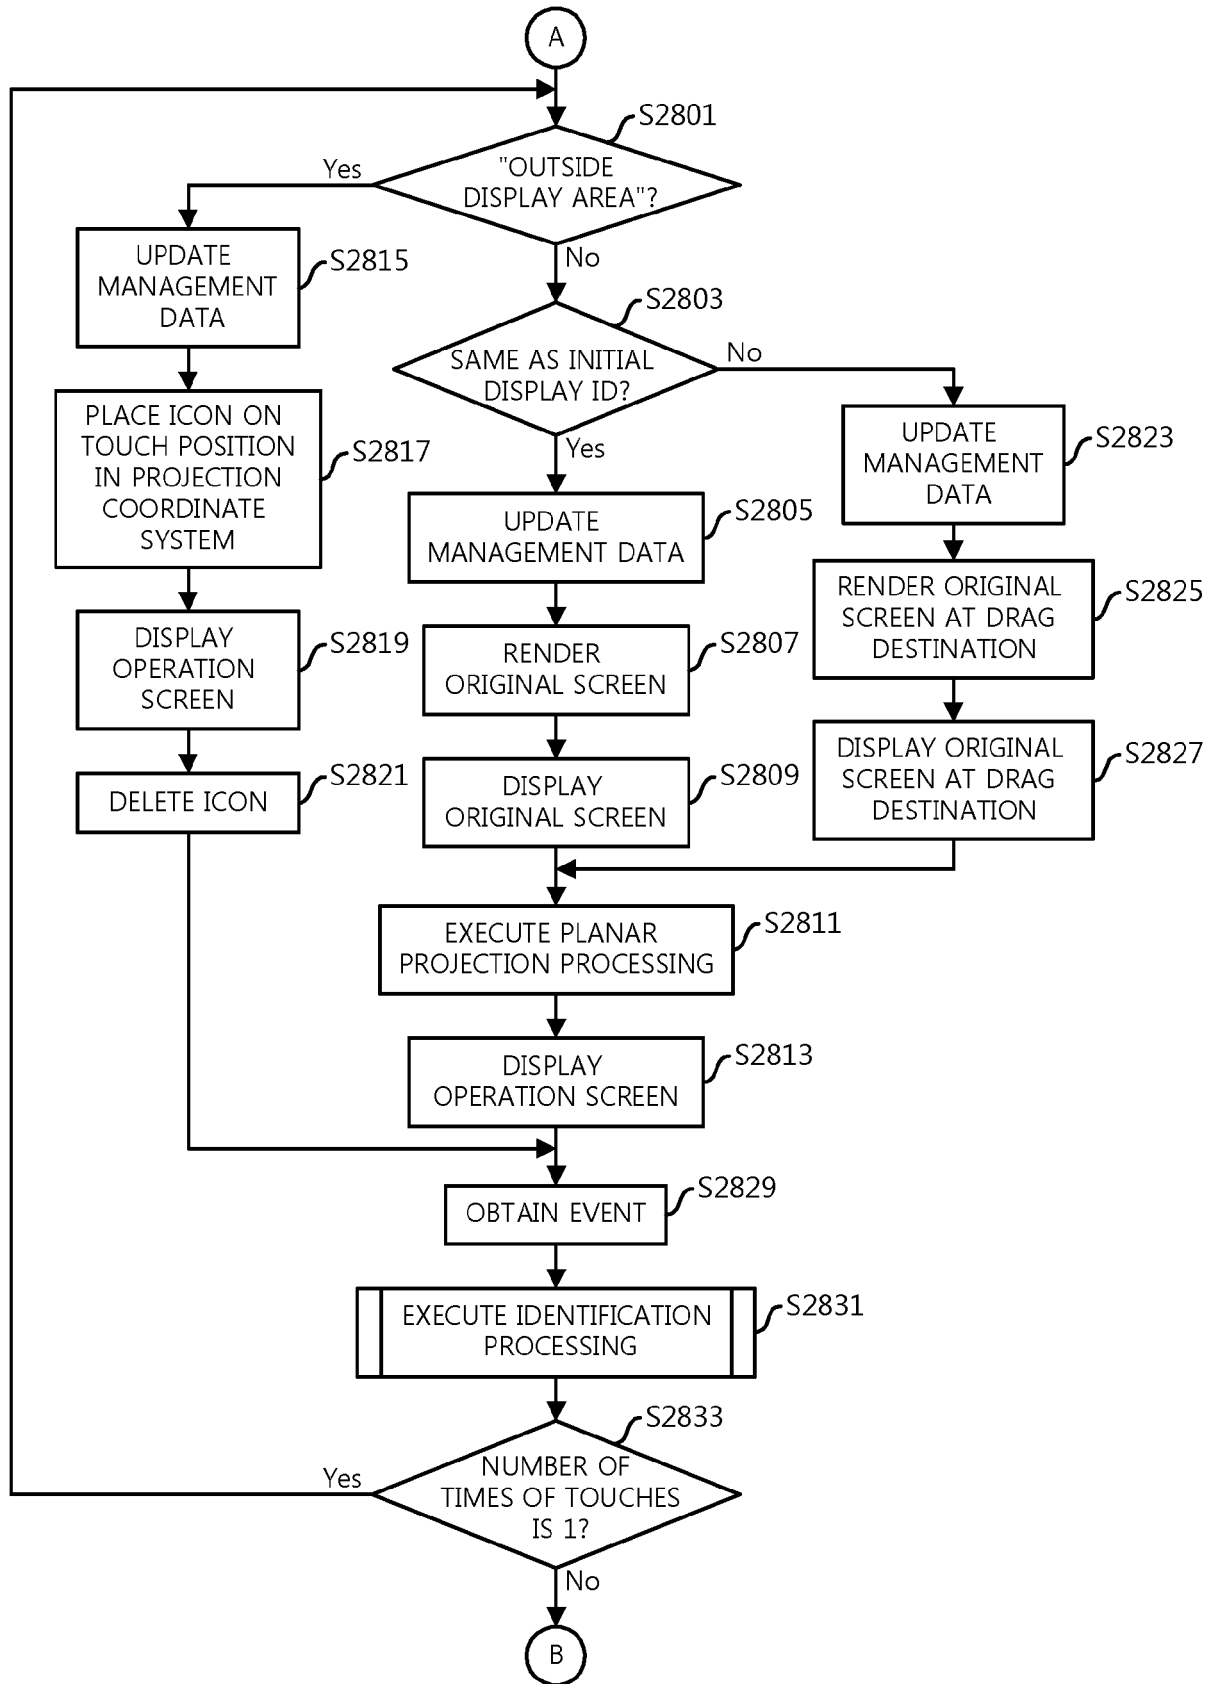 A
S2801
"OUTSIDE
DISPLAY AREA"?
Yes
No
UPDATE
MANAGEMENT
DATA
S2815
S2803
SAME AS INITIAL
DISPLAY ID?
No
Yes
PLACE ICON ON
TOUCH POSITION
IN PROJECTION
COORDINATE
SYSTEM
S2817
UPDATE
MANAGEMENT
DATA
S2823
UPDATE
MANAGEMENT DATA
S2805
RENDER ORIGINAL
SCREEN AT DRAG
DESTINATION
S2825
DISPLAY
OPERATION
SCREEN
S2819
RENDER
ORIGINAL SCREEN
S2807
DISPLAY ORIGINAL
SCREEN AT DRAG
DESTINATION
S2827
DELETE ICON
S2821
DISPLAY
ORIGINAL SCREEN
S2809
EXECUTE PLANAR
PROJECTION PROCESSING
S2811
DISPLAY
OPERATION SCREEN
S2813
OBTAIN EVENT
S2829
EXECUTE IDENTIFICATION
PROCESSING
S2831
S2833
NUMBER OF
TIMES OF TOUCHES
IS 1?
Yes
No
B